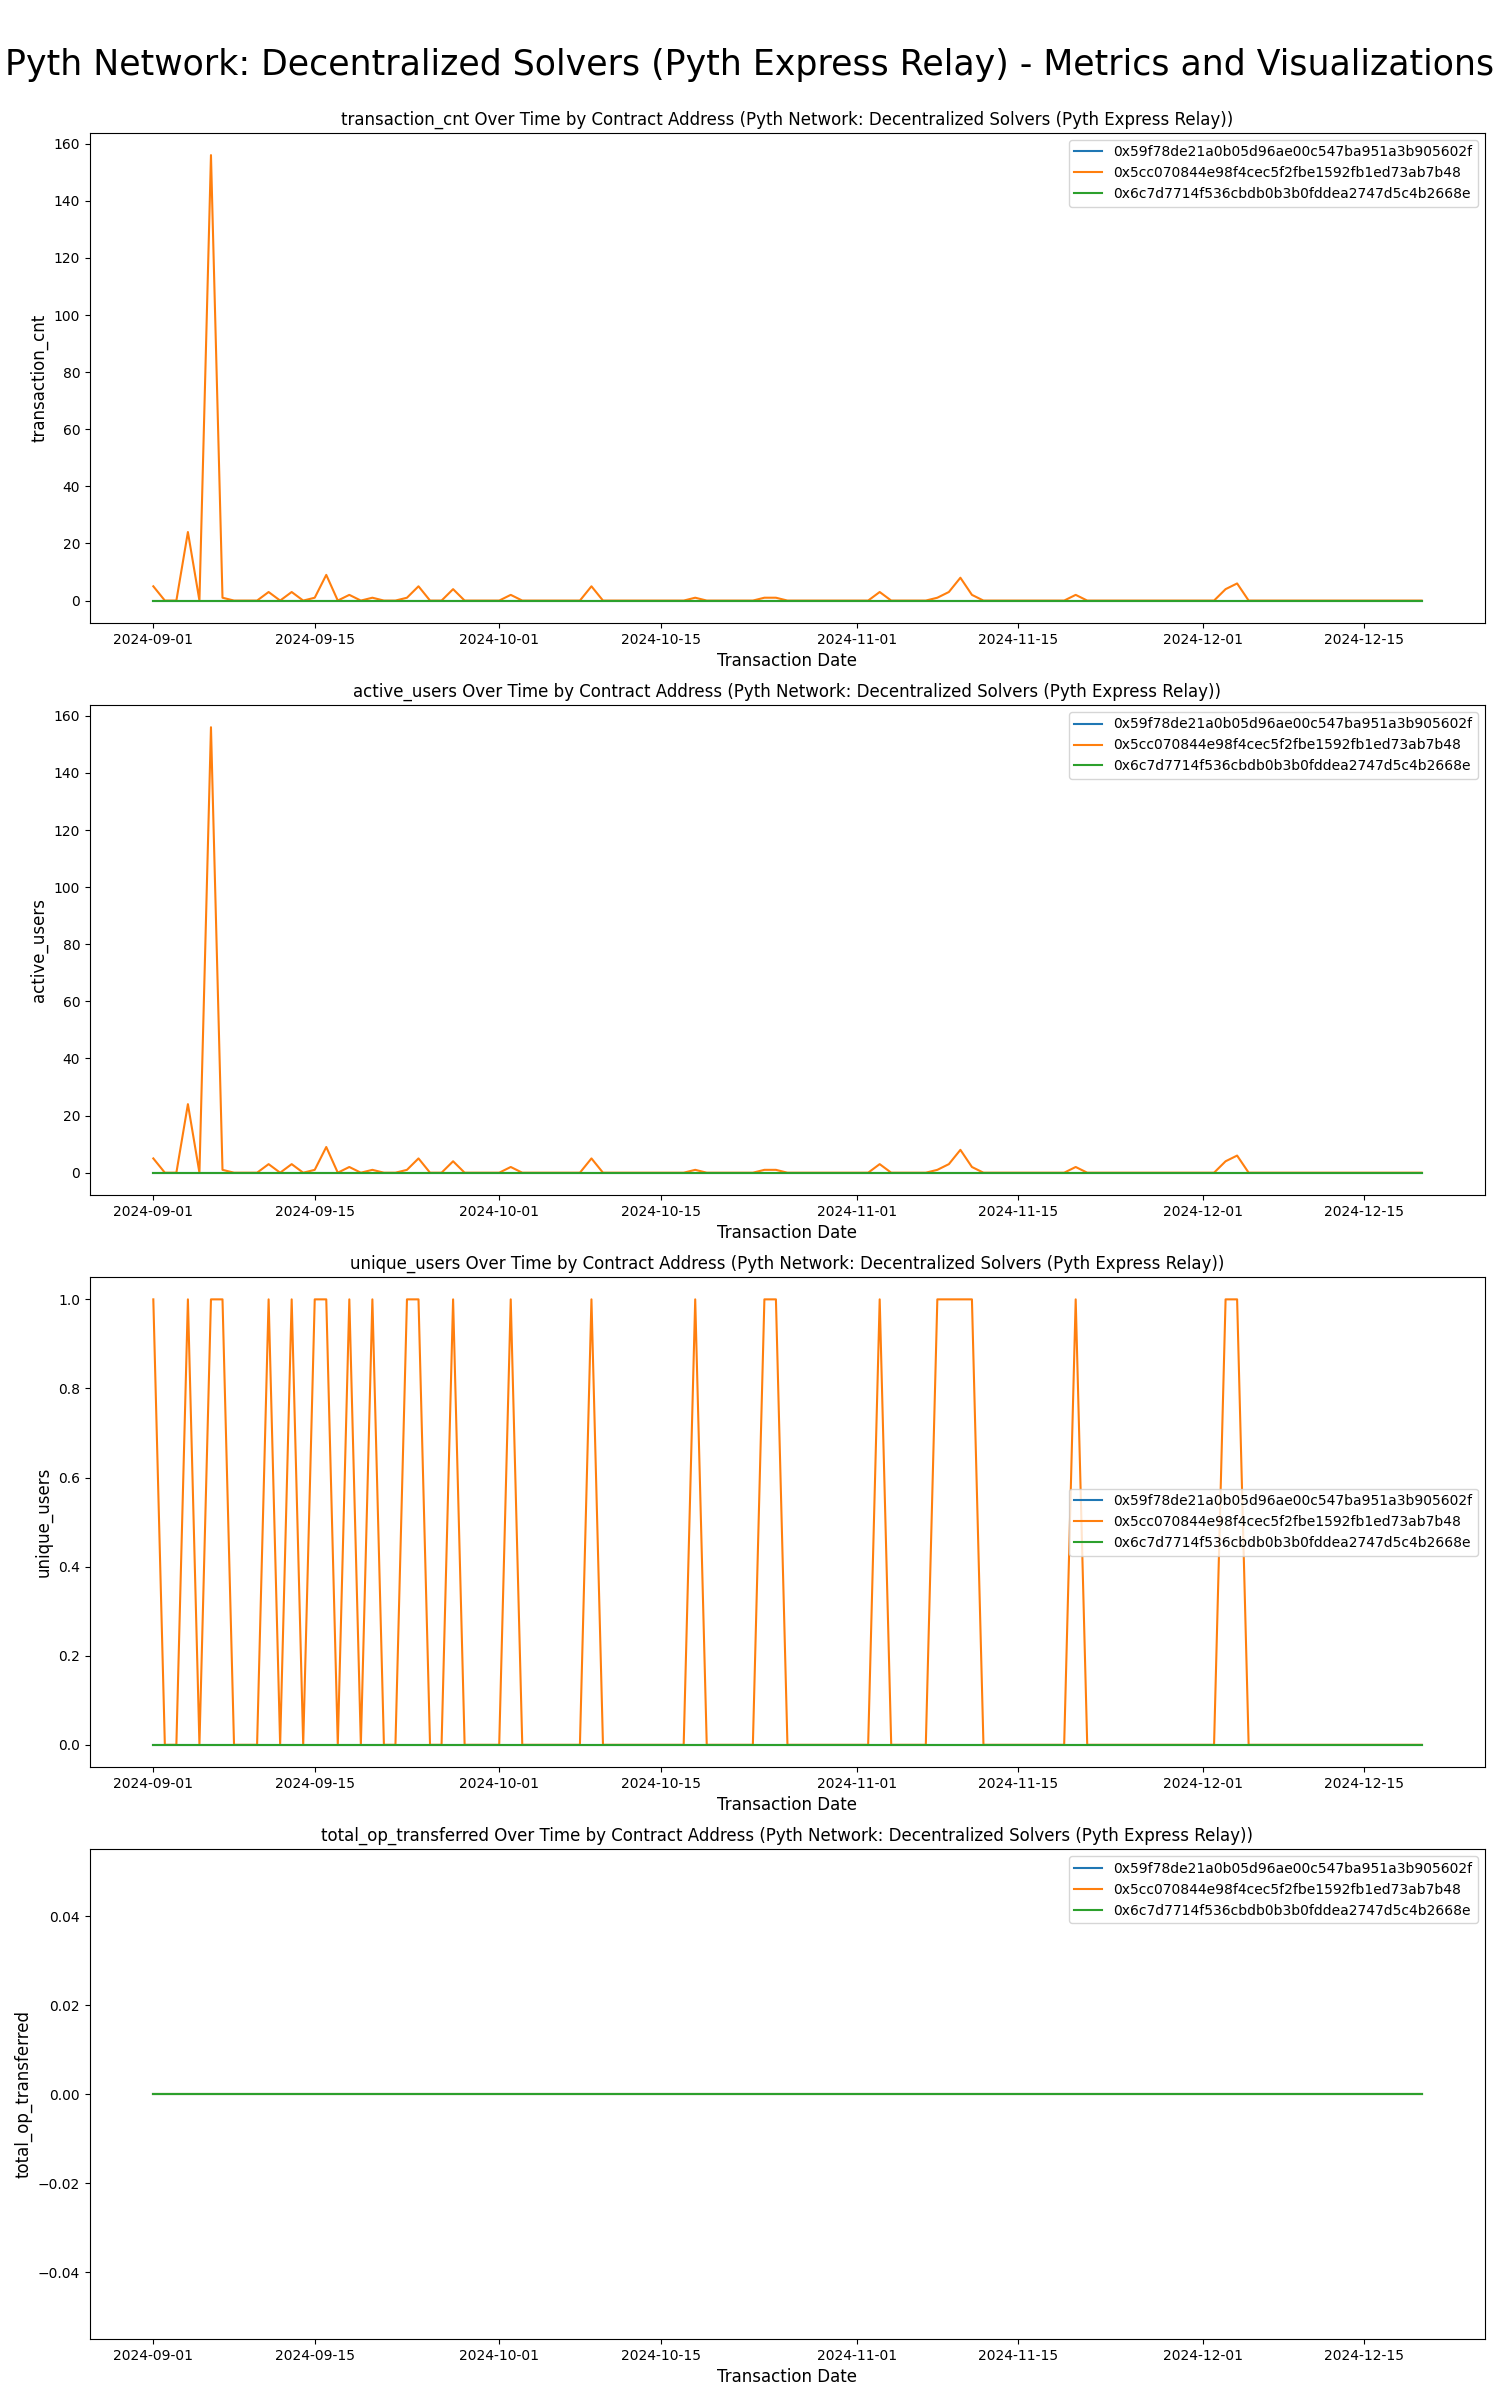 Pyth Network: Decentralized Solvers (Pyth Express Relay) - Metrics and Visualizations
transaction_cnt Over Time by Contract Address (Pyth Network: Decentralized Solvers (Pyth Express Relay))
0x59f78de21a0b05d96ae00c547ba951a3b905602f
0x5cc070844e98f4cec5f2fbe1592fb1ed73ab7b48
0x6c7d7714f536cbdb0b3b0fddea2747d5c4b2668e
transaction_cnt
160
140
120
100
80
60
40
20
0
2024-09-01 2024-09-15 2024-10-01 2024-10-15 2024-11-01 2024-11-15 2024-12-01 2024-12-15
Transaction Date
active_users Over Time by Contract Address (Pyth Network: Decentralized Solvers (Pyth Express Relay))
0x59f78de21a0b05d96ae00c547ba951a3b905602f
0x5cc070844e98f4cec5f2fbe1592fb1ed73ab7b48
0x6c7d7714f536cbdb0b3b0fddea2747d5c4b2668e
active_users
160
140
120
100
80
60
40
20
0
2024-09-01 2024-09-15 2024-10-01 2024-10-15 2024-11-01 2024-11-15 2024-12-01 2024-12-15
Transaction Date
unique_users Over Time by Contract Address (Pyth Network: Decentralized Solvers (Pyth Express Relay))
unique_users
1.0
0.8
0.6
0.4
0.2
0.0
0x59f78de21a0b05d96ae00c547ba951a3b905602f
0x5cc070844e98f4cec5f2fbe1592fb1ed73ab7b48
0x6c7d7714f536cbdb0b3b0fddea2747d5c4b2668e
2024-09-01 2024-09-15 2024-10-01 2024-10-15 2024-11-01 2024-11-15 2024-12-01 2024-12-15
Transaction Date
total_op_transferred Over Time by Contract Address (Pyth Network: Decentralized Solvers (Pyth Express Relay))
0x59f78de21a0b05d96ae00c547ba951a3b905602f
0x5cc070844e98f4cec5f2fbe1592fb1ed73ab7b48
0x6c7d7714f536cbdb0b3b0fddea2747d5c4b2668e
total_op_transferred
0.04
0.02
0.00
−0.02
−0.04
2024-09-01 2024-09-15 2024-10-01 2024-10-15 2024-11-01 2024-11-15 2024-12-01 2024-12-15
Transaction Date